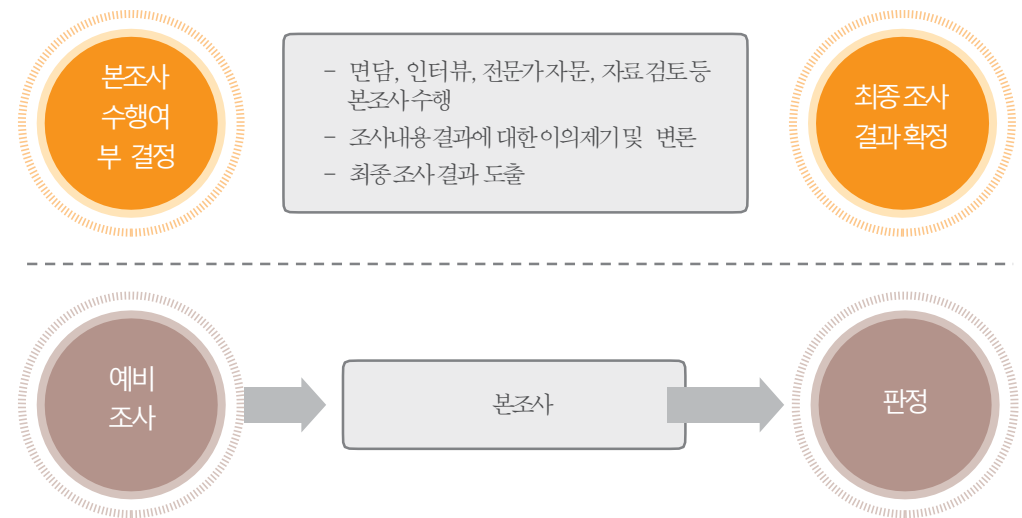 본조사
수행여
부 결정
- 면담, 인터뷰, 전문가 자문, 자료 검토 등
본조사 수행
- 조사내용 결과에 대한 이의제기 및 변론
- 최종 조사 결과 도출
최종 조사
결과 확정
예비
조사
본조사
판정